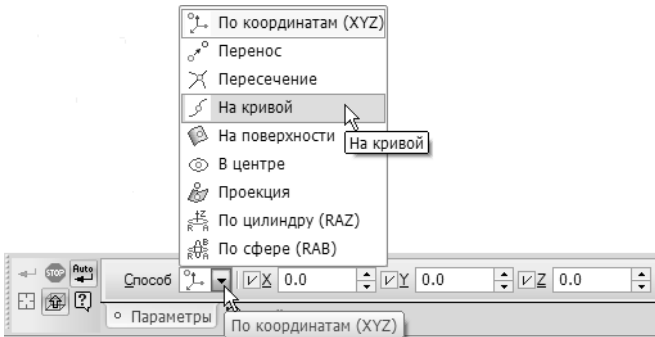 По координатам (XYZ)
Перенос
Пересечение
На кривой
На поверхности
На кривой
В центре
Проекция
По цилиндру (RAZ)
По сфере (RAB)
STOP Auto
Способ X 0.0 Y 0.0 Z 0.0
Параметры
По координатам (XYZ)